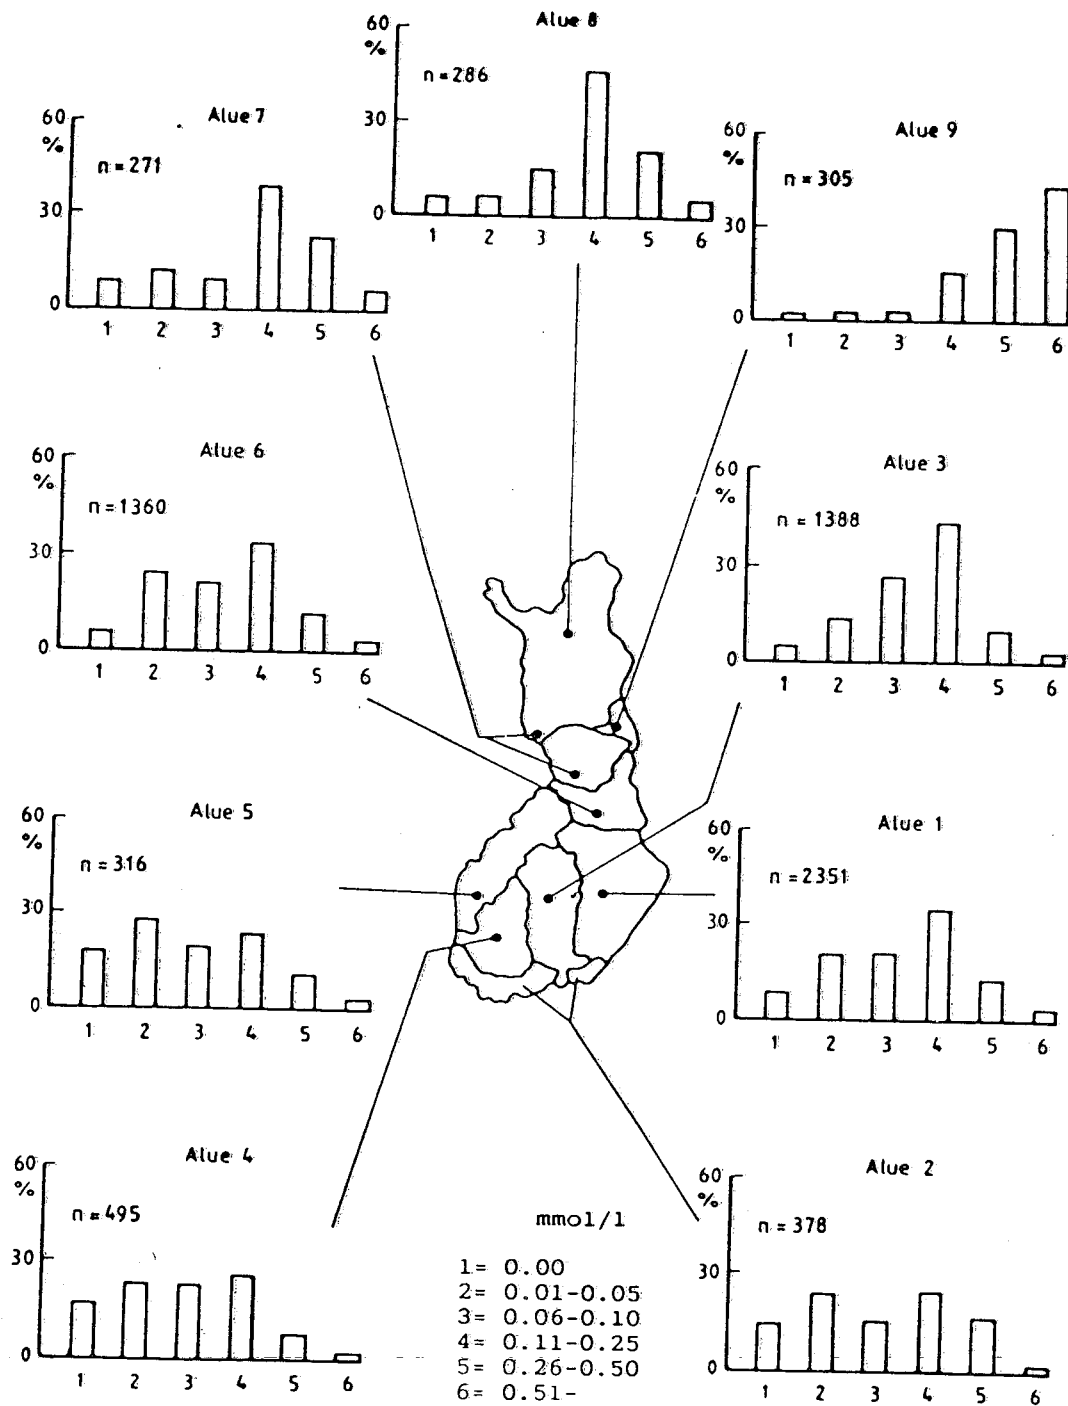 Alue 8
60
%
n=286
30
0
1 2 3 4 5 6
Alue 7
60
%
n=271
30
0
1 2 3 4 5 6
Alue 9
60
%
n=305
30
0
1 2 3 4 5 6
Alue 6
60
%
n=1360
30
0
1 2 3 4 5 6
Alue 3
60
%
n=1388
30
0
1 2 3 4 5 6
Alue 5
60
%
n=316
30
0
1 2 3 4 5 6
Alue 1
60
%
n=2351
30
0
1 2 3 4 5 6
Alue 4
60
%
n=495
30
0
1 2 3 4 5 6
Alue 2
60
%
n=378
30
0
1 2 3 4 5 6
mmol/l
1= 0.00
2= 0.01-0.05
3= 0.06-0.10
4= 0.11-0.25
5= 0.26-0.50
6= 0.51-